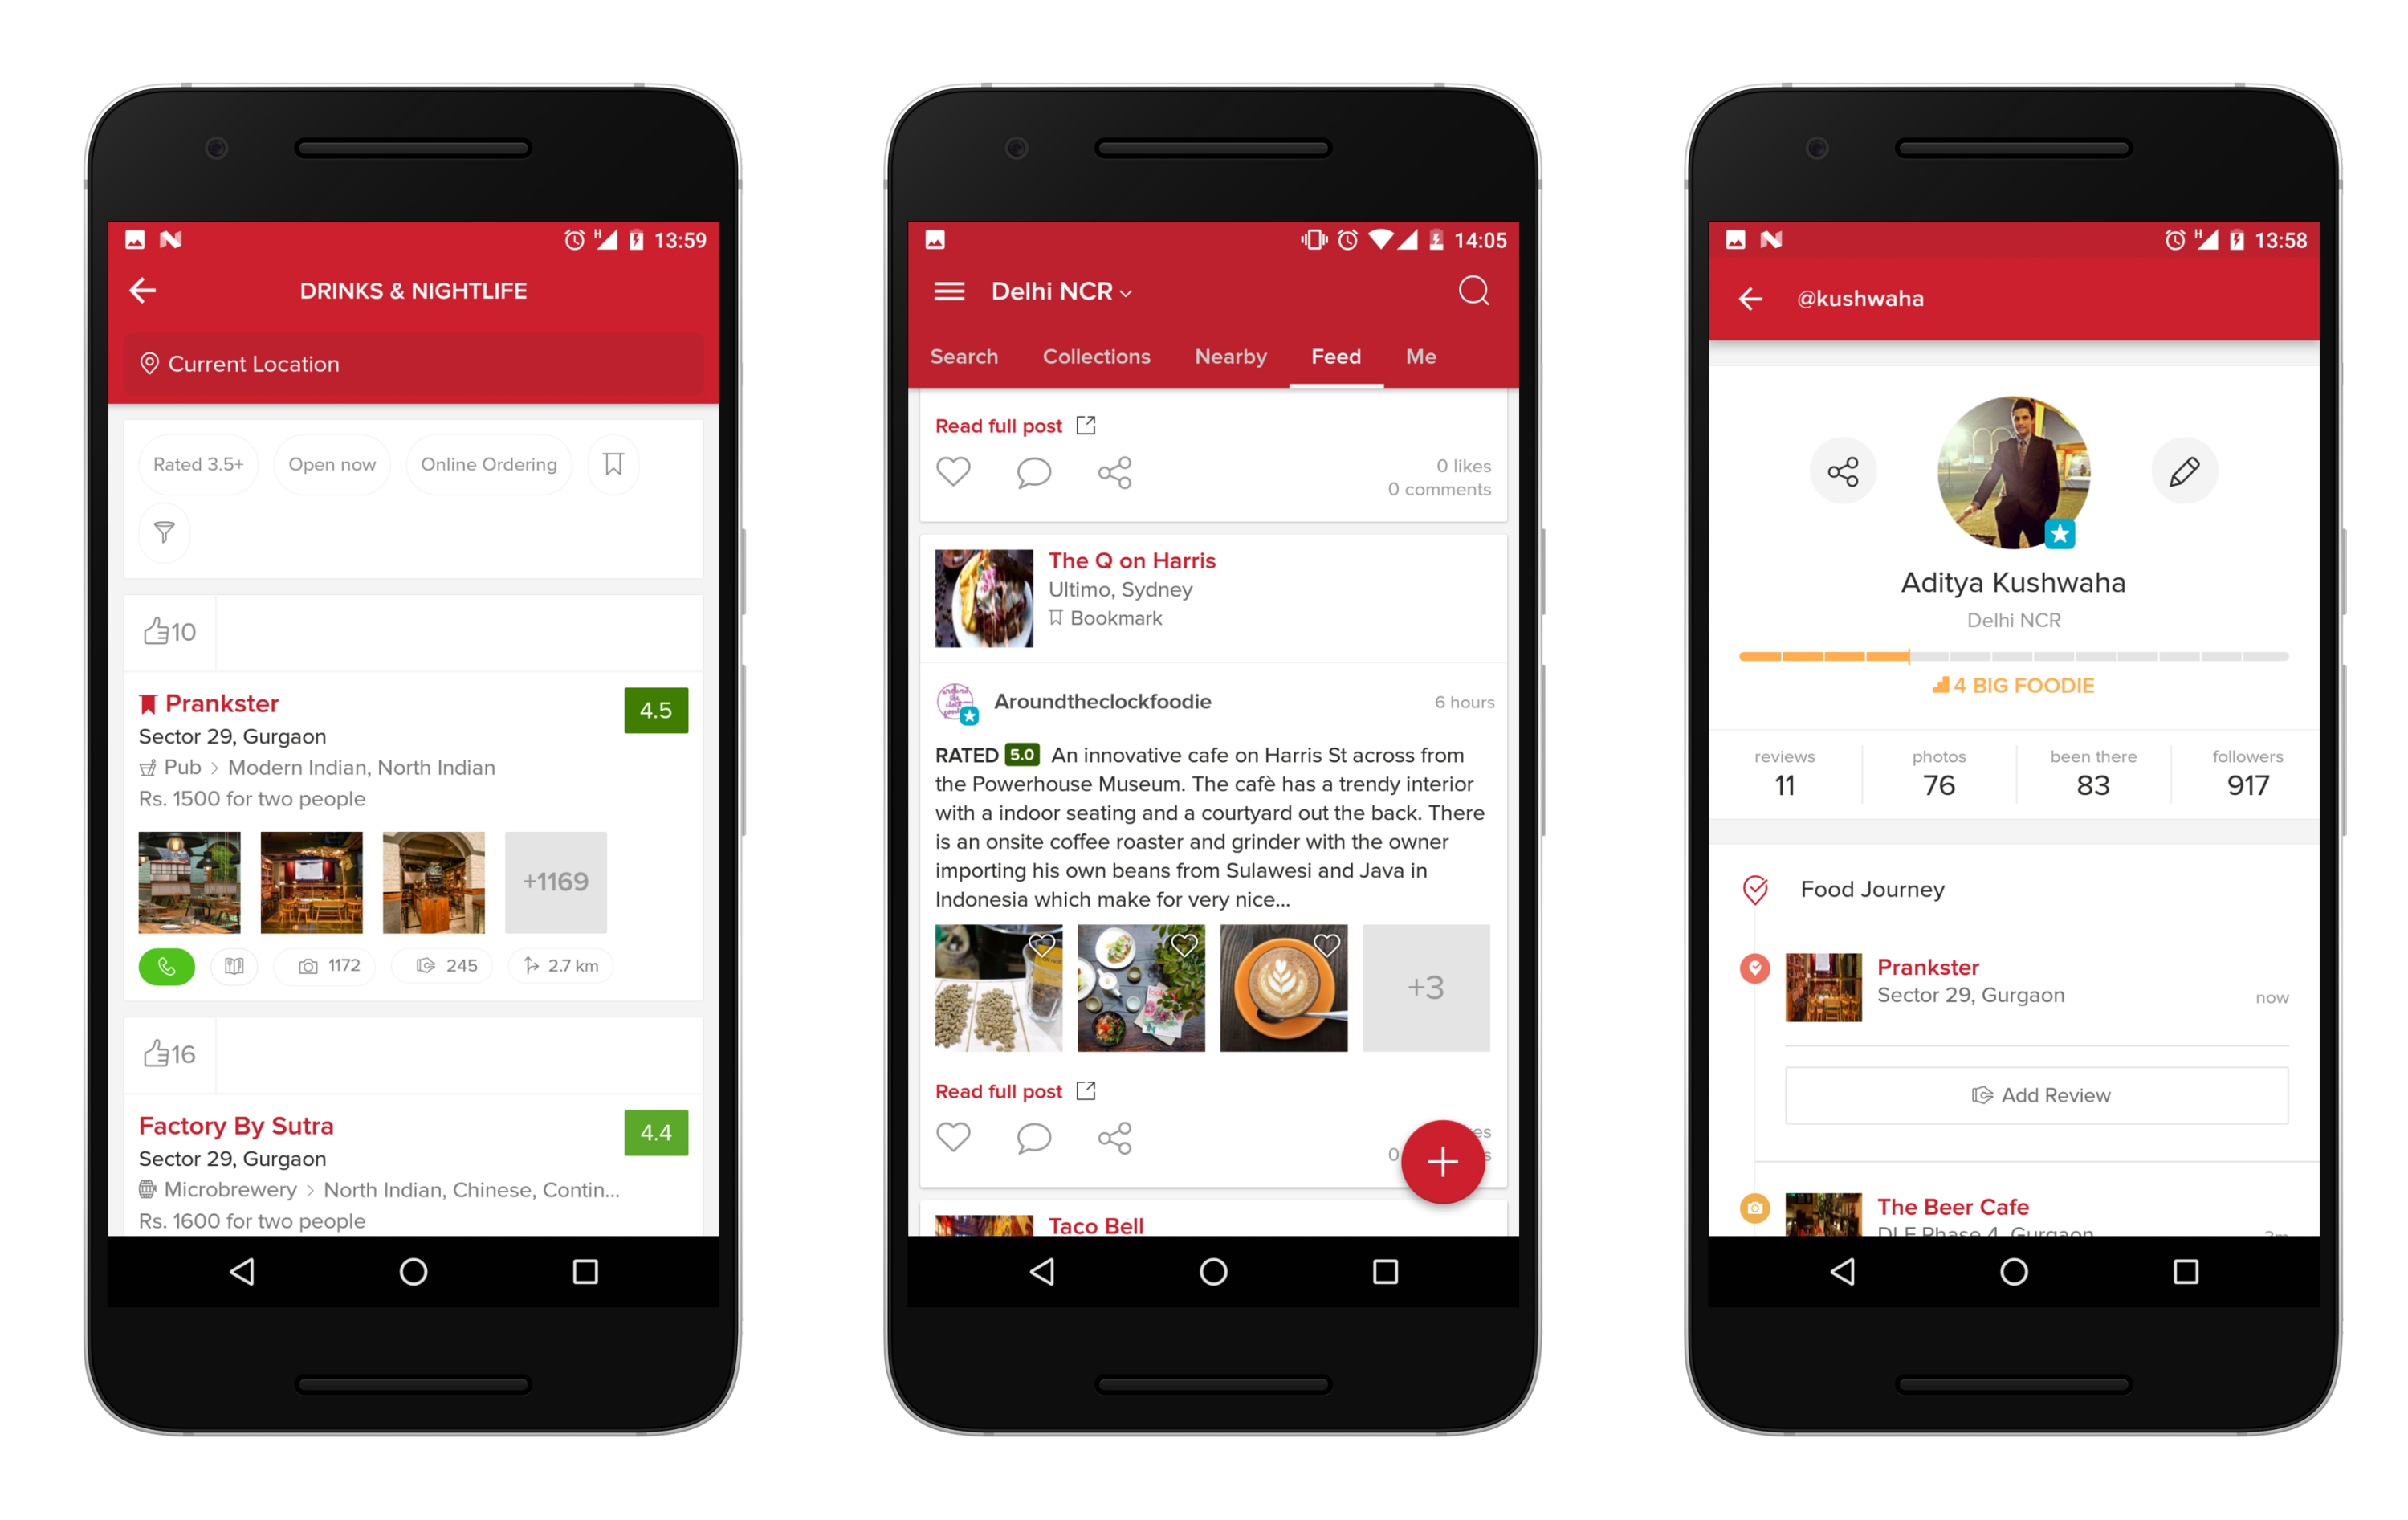 13:59
DRINKS & NIGHTLIFE
Current Location
Rated 3.5+
Open now
Online Ordering
10
Prankster
4.5
Sector 29, Gurgaon
Pub > Modern Indian, North Indian
Rs. 1500 for two people
+1169
1172
245
2.7 km
16
Factory By Sutra
4.4
Sector 29, Gurgaon
Microbrewery > North Indian, Chinese, Contin...
Rs. 1600 for two people
14:05
Delhi NCR
Search Collections Nearby Feed Me
Read full post
0 likes
0 comments
The Q on Harris
Ultimo, Sydney
Bookmark
Aroundtheclockfoodie
6 hours
RATED 5.0 An innovative cafe on Harris St across from
the Powerhouse Museum. The cafè has a trendy interior
with a indoor seating and a courtyard out the back. There
is an onsite coffee roaster and grinder with the owner
importing his own beans from Sulawesi and Java in
Indonesia which make for very nice...
+3
Read full post
0
Taco Bell
H
13:58
@kushwaha
Aditya Kushwaha
Delhi NCR
4 BIG FOODIE
reviews
11
photos
76
been there
83
followers
917
Food Journey
Prankster
Sector 29, Gurgaon
now
Add Review
The Beer Cafe
DLF Phase 4, Gurgaon